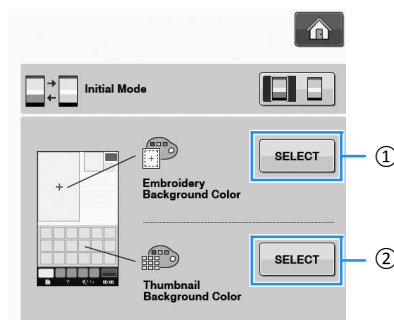 Initial Mode
SELECT
①
Embroidery
Background Color
SELECT
②
Thumbnail
Background Color